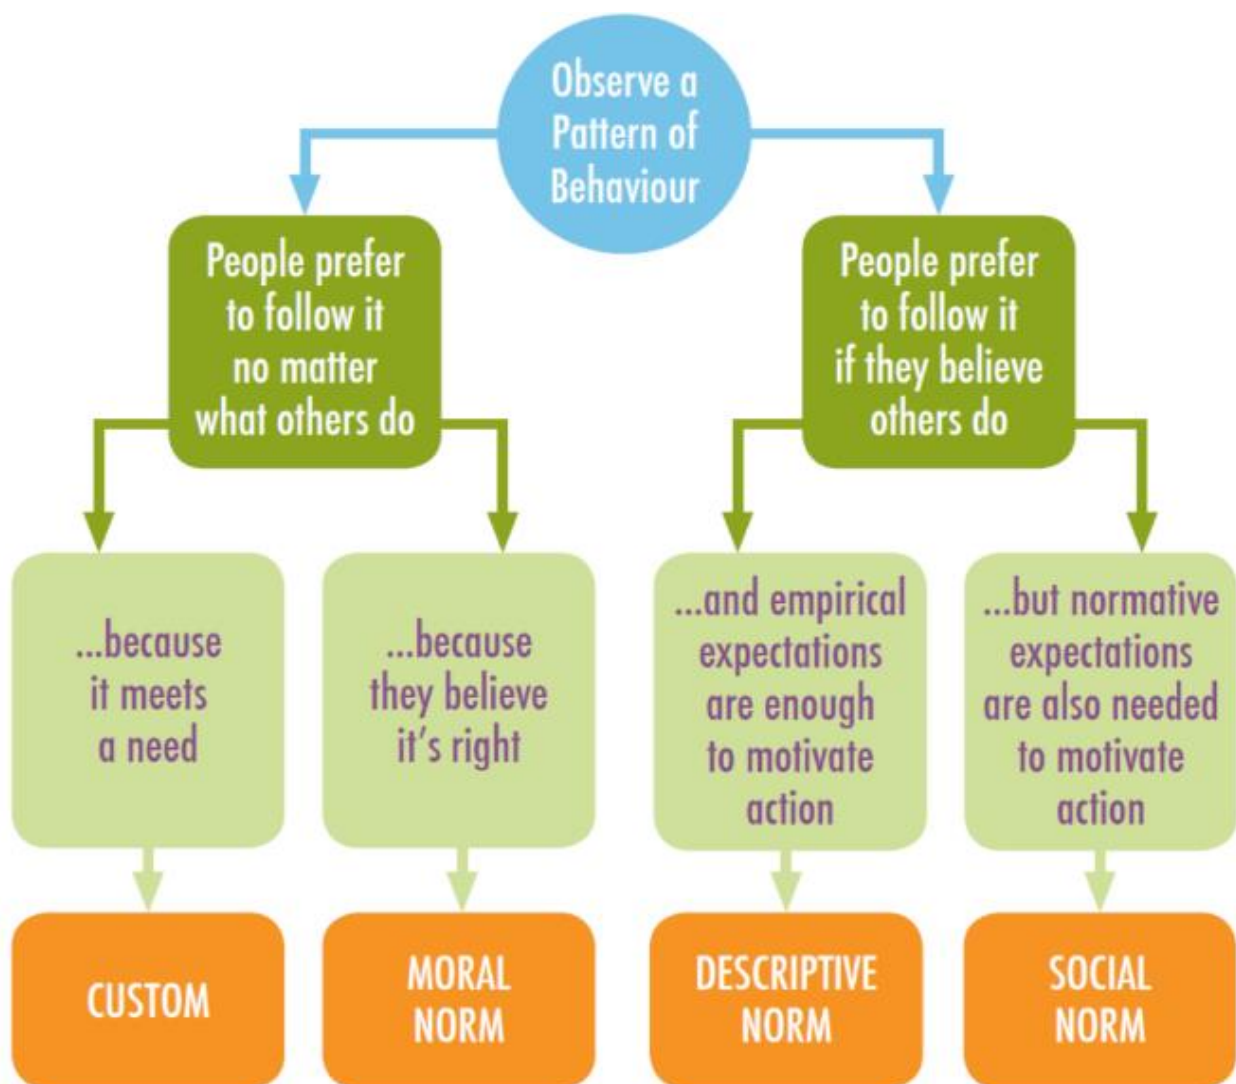 Observe a
Pattern of
Behaviour
People prefer
to follow it
no matter
what others do
People prefer
to follow it
if they believe
others do
...because
it meets
a need
...because
they believe
it's right
...and empirical
expectations
are enough
to motivate
action
...but normative
expectations
are also needed
to motivate
action
CUSTOM
MORAL
NORM
DESCRIPTIVE
NORM
SOCIAL
NORM